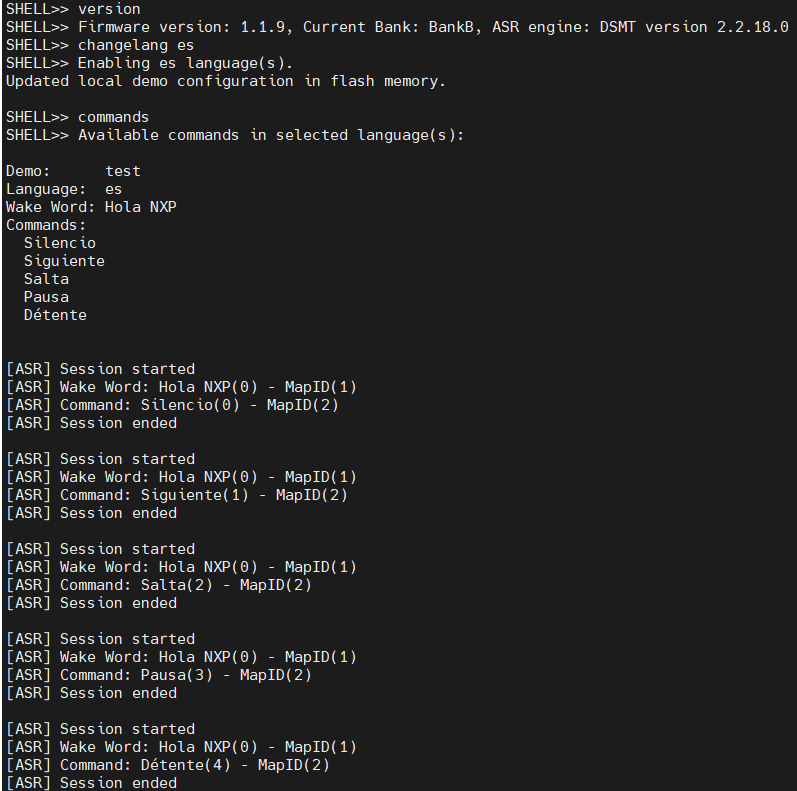 SHELL>> version
SHELL>> Firmware version: 1.1.9, Current Bank: BankB, ASR engine: DSMT version 2.2.18.0
SHELL>> changelang es
SHELL>> Enabling es language(s).
Updated local demo configuration in flash memory.
SHELL>> commands
SHELL>> Available commands in selected language(s):
Demo:      test
Language:  es
Wake Word: Hola NXP
Commands:
  Silencio
  Siguiente
  Salta
  Pausa
  Détente
[ASR] Session started
[ASR] Wake Word: Hola NXP(0) - MapID(1)
[ASR] Command: Silencio(0) - MapID(2)
[ASR] Session ended
[ASR] Session started
[ASR] Wake Word: Hola NXP(0) - MapID(1)
[ASR] Command: Siguiente(1) - MapID(2)
[ASR] Session ended
[ASR] Session started
[ASR] Wake Word: Hola NXP(0) - MapID(1)
[ASR] Command: Salta(2) - MapID(2)
[ASR] Session ended
[ASR] Session started
[ASR] Wake Word: Hola NXP(0) - MapID(1)
[ASR] Command: Pausa(3) - MapID(2)
[ASR] Session ended
[ASR] Session started
[ASR] Wake Word: Hola NXP(0) - MapID(1)
[ASR] Command: Détente(4) - MapID(2)
[ASR] Session ended